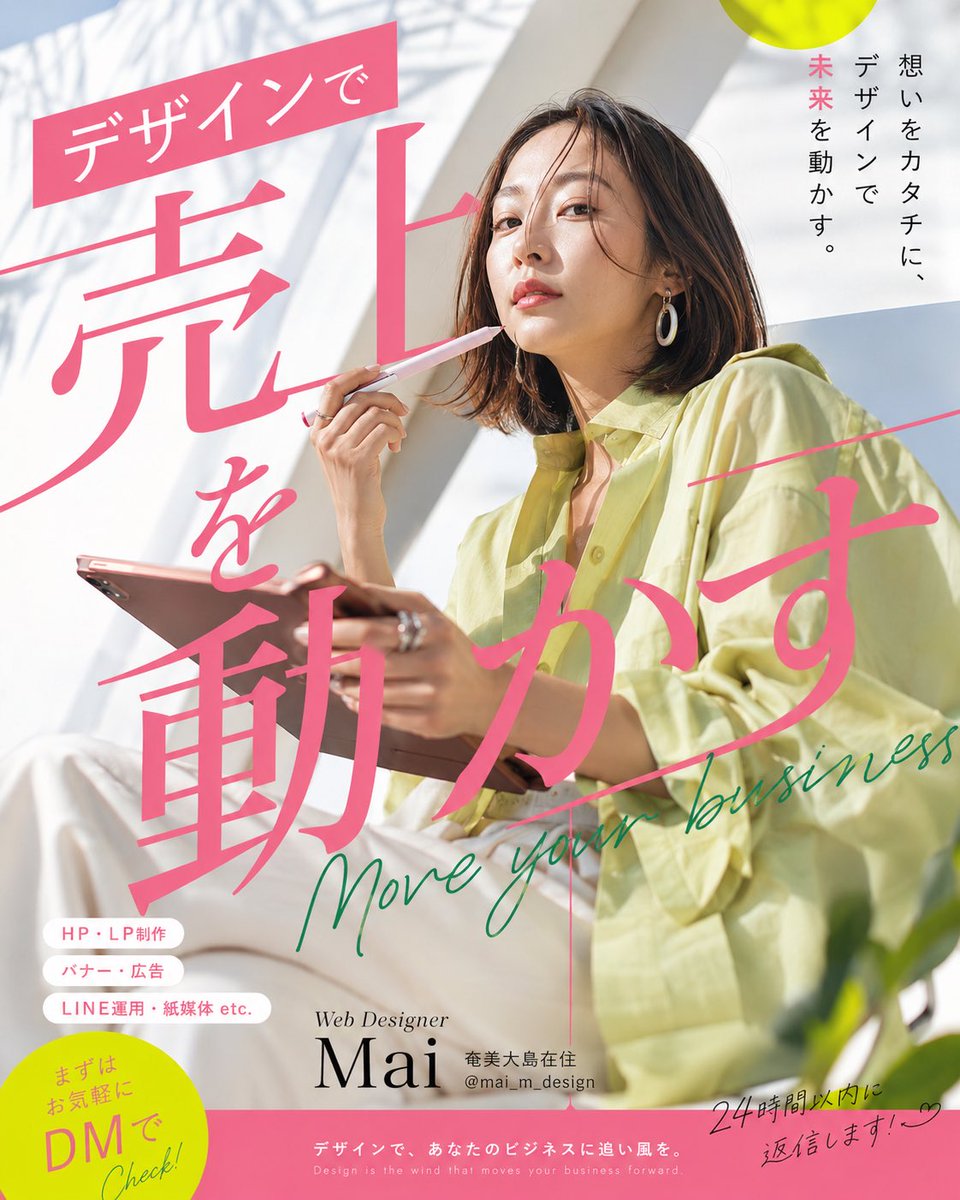 デザインで
売上
を
動かす
Move your business
想いをカタチに、
デザインで
未来を動かす。
HP・LP制作
バナー・広告
LINE運用・紙媒体 etc.
まずは
お気軽に
DMで
Check!
Web Designer
Mai
奄美大島在住
@mai_m_design
デザインで、あなたのビジネスに追い風を。
Design is the wind that moves your business forward.
24時間以内に
返信します!